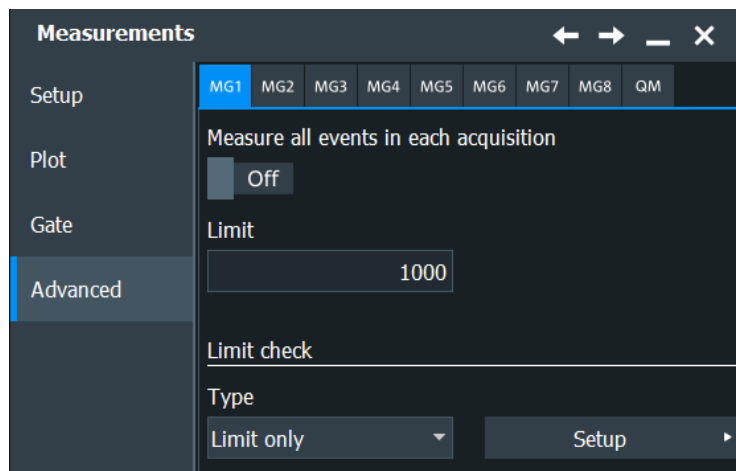 Measurements
Setup
Plot
Gate
Advanced
MG1 MG2 MG3 MG4 MG5 MG6 MG7 MG8 QM
Measure all events in each acquisition
Off
Limit
1000
Limit check
Type
Limit only
Setup